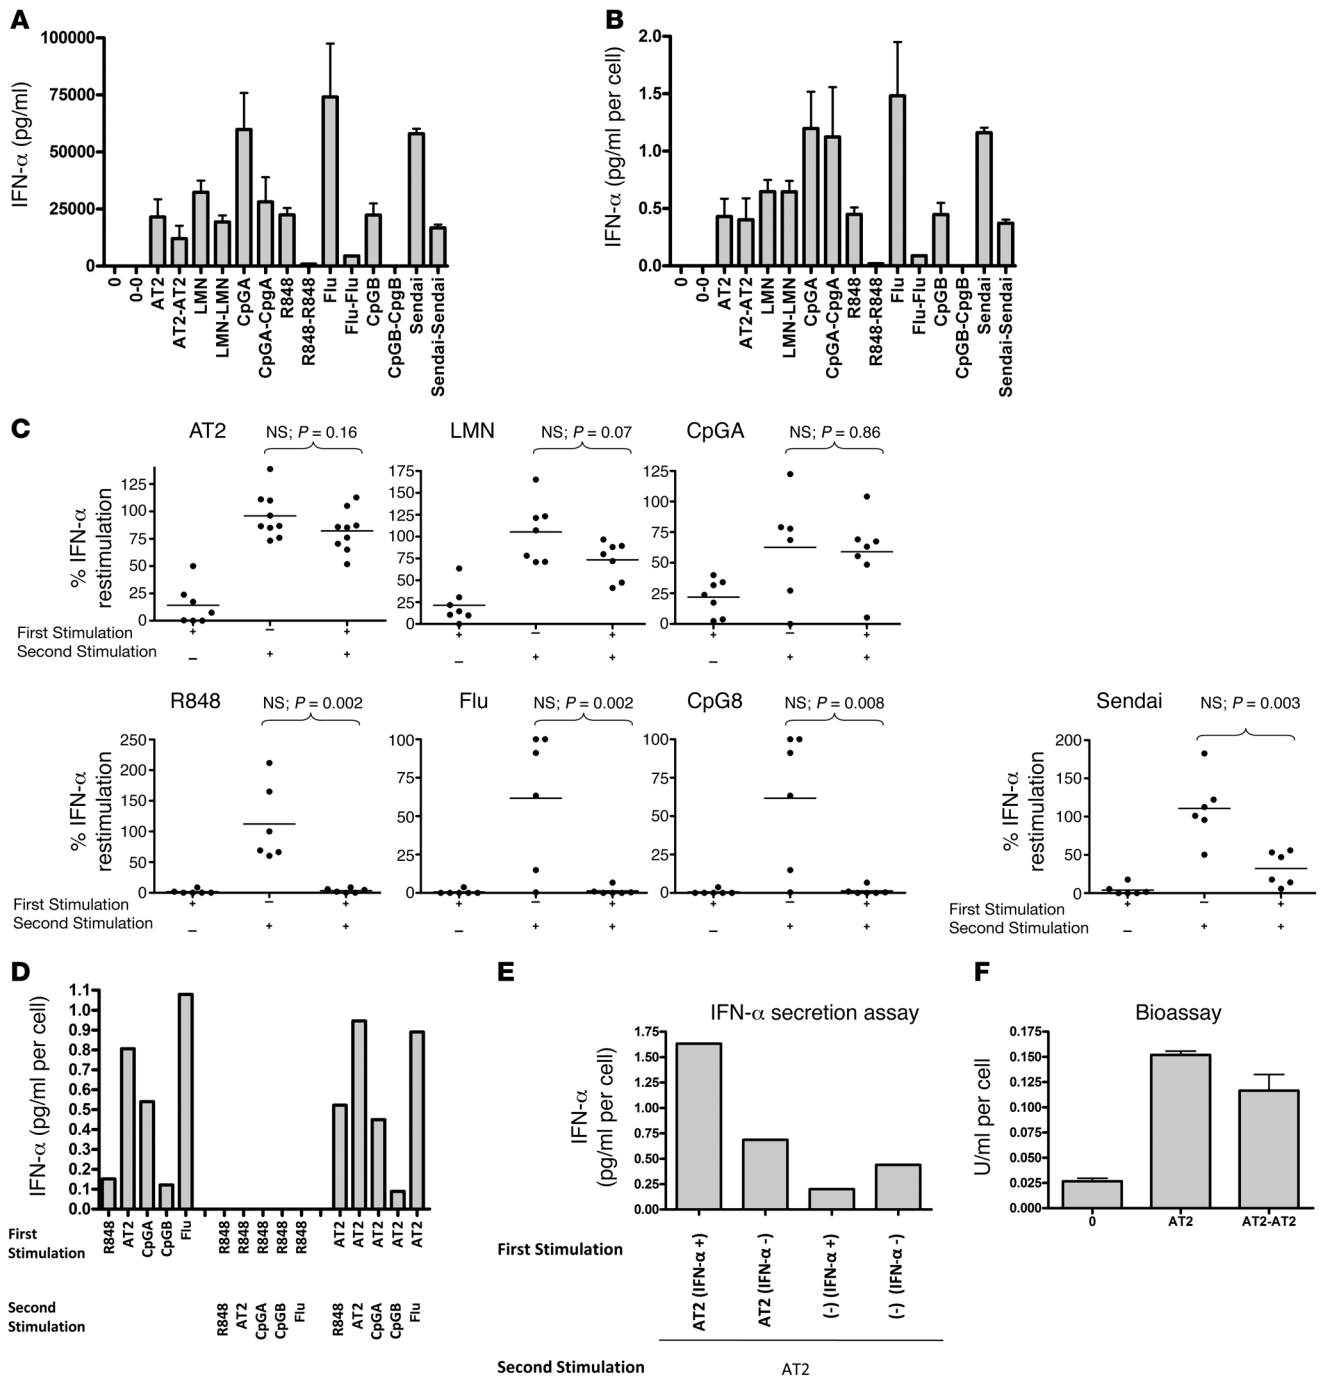 A
IFN-α (pg/ml)
100000
75000
50000
25000
0
0
0-0
AT2
AT2-AT2
LMN
LMN-LMN
CpGA
CpGA-CpgA
R848
R848-R848
Flu
Flu-Flu
CpGB
CpGB-CpgB
Sendai
Sendai-Sendai
B
IFN-α (pg/ml per cell)
2.0
1.5
1.0
0.5
0.0
0
0-0
AT2
AT2-AT2
LMN
LMN-LMN
CpGA
CpGA-CpgA
R848
R848-R848
Flu
Flu-Flu
CpGB
CpGB-CpgB
Sendai
Sendai-Sendai
C
AT2
NS; P = 0.16
% IFN-α
restimulation
125
100
75
50
25
0
LMN
NS; P = 0.07
175
150
125
100
75
50
25
0
CpGA
NS; P = 0.86
125
100
75
50
25
0
First Stimulation + – + + – + + – +
Second Stimulation – + + – + + – + +
R848
NS; P = 0.002
% IFN-α
restimulation
250
200
150
100
50
0
Flu
NS; P = 0.002
100
75
50
25
0
CpG8
NS; P = 0.008
100
75
50
25
0
First Stimulation + – + + – + + – +
Second Stimulation – + + – + + – + +
Sendai
NS; P = 0.003
% IFN-α
restimulation
200
150
100
50
0
First Stimulation + – +
Second Stimulation – + +
D
IFN-α (pg/ml per cell)
1.1
1.0
0.9
0.8
0.7
0.6
0.5
0.4
0.3
0.2
0.1
0.0
First
Stimulation
R848
AT2
CpGA
CpGB
Flu
R848
R848
R848
R848
R848
AT2
AT2
AT2
AT2
AT2
Second
Stimulation
R848
AT2
CpGA
CpGB
Flu
R848
AT2
CpGA
CpGB
Flu
E
IFN-α secretion assay
IFN-α
(pg/ml per cell)
1.75
1.50
1.25
1.00
0.75
0.50
0.25
0.00
First Stimulation
AT2 (IFN-α +)
AT2 (IFN-α -)
(-) (IFN-α +)
(-) (IFN-α -)
Second Stimulation
AT2
F
Bioassay
U/ml per cell
0.175
0.150
0.125
0.100
0.075
0.050
0.025
0.000
0
AT2
AT2-AT2